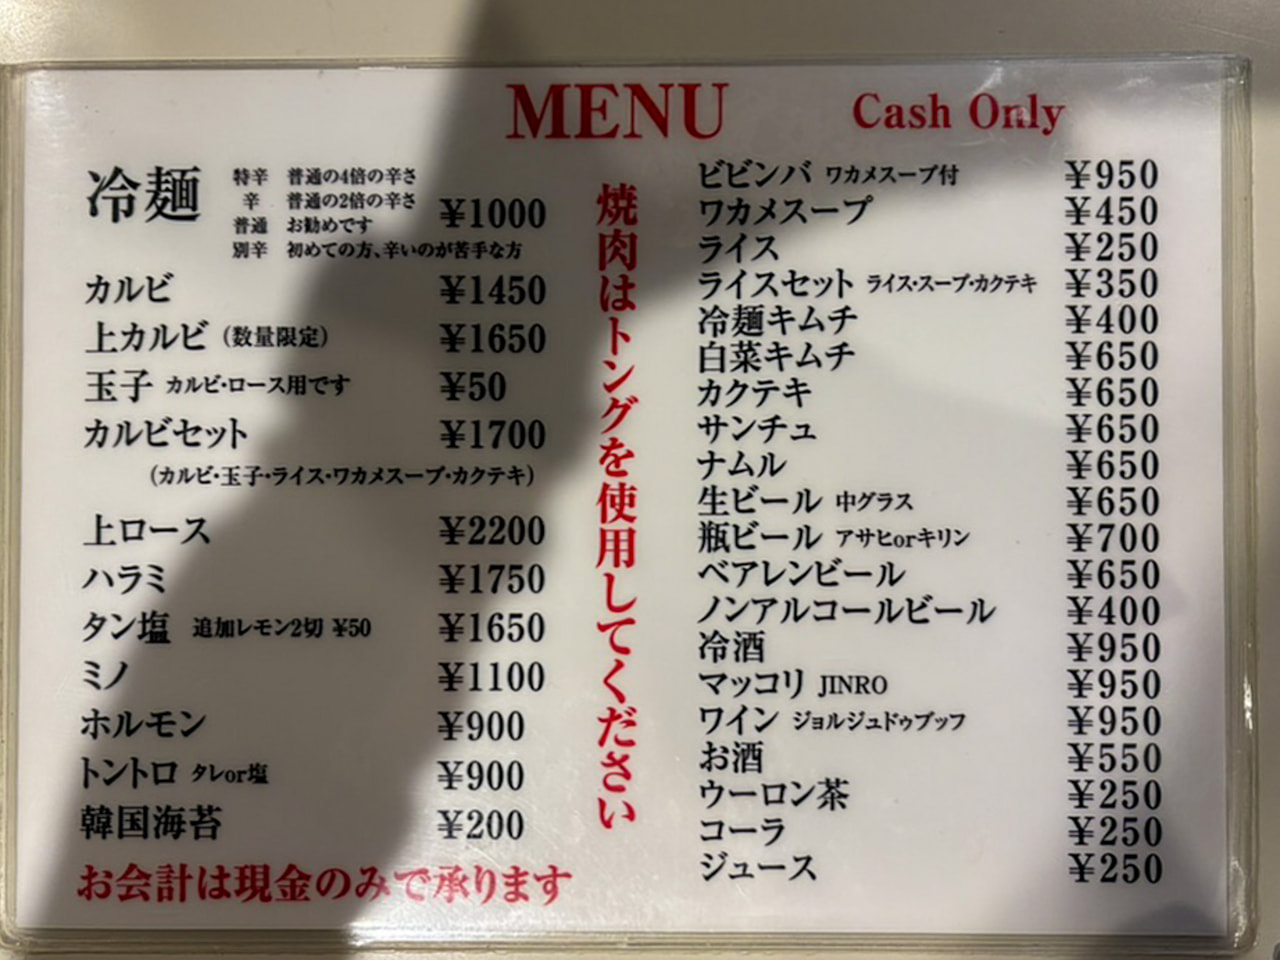 MENU
Cash Only
冷麺 ¥1000
特辛 普通の4倍の辛さ
辛 普通の2倍の辛さ
普通 お勧めです
別辛 初めての方、辛いのが苦手な方
カルビ ¥1450
上カルビ (数量限定) ¥1650
玉子 カルビ・ロース用です ¥50
カルビセット ¥1700
(カルビ・玉子・ライス・ワカメスープ・カクテキ)
上ロース ¥2200
ハラミ ¥1750
タン塩 追加レモン2切 ¥50 ¥1650
ミノ ¥1100
ホルモン ¥900
トントロ タレor塩 ¥900
韓国海苔 ¥200
お会計は現金のみで承ります
焼肉はトングを使用してください
ビビンバ ワカメスープ付 ¥950
ワカメスープ ¥450
ライス ¥250
ライスセット ライス・スープ・カクテキ ¥350
冷麺キムチ ¥400
白菜キムチ ¥650
カクテキ ¥650
サンチュ ¥650
ナムル ¥650
生ビール 中グラス ¥650
瓶ビール アサヒorキリン ¥700
ベアレンビール ¥650
ノンアルコールビール ¥400
冷酒 ¥950
マッコリ JINRO ¥950
ワイン ジョルジュドゥブッフ ¥950
お酒 ¥550
ウーロン茶 ¥250
コーラ ¥250
ジュース ¥250